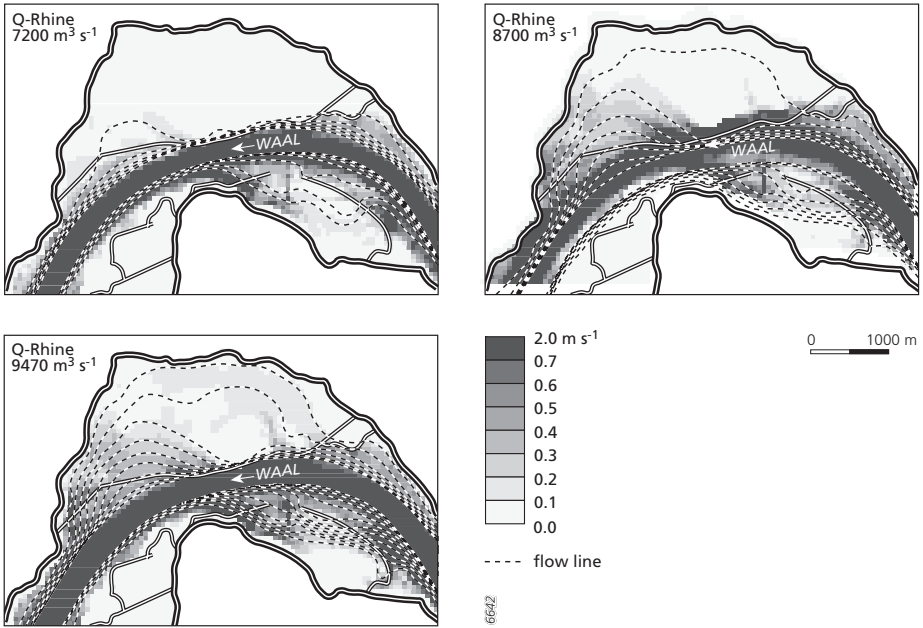 Q-Rhine
7200 m³ s⁻¹
WAAL
Q-Rhine
8700 m³ s⁻¹
WAAL
Q-Rhine
9470 m³ s⁻¹
WAAL
2.0 m s⁻¹
0.7
0.6
0.5
0.4
0.3
0.2
0.1
0.0
flow line
0 1000 m
6642